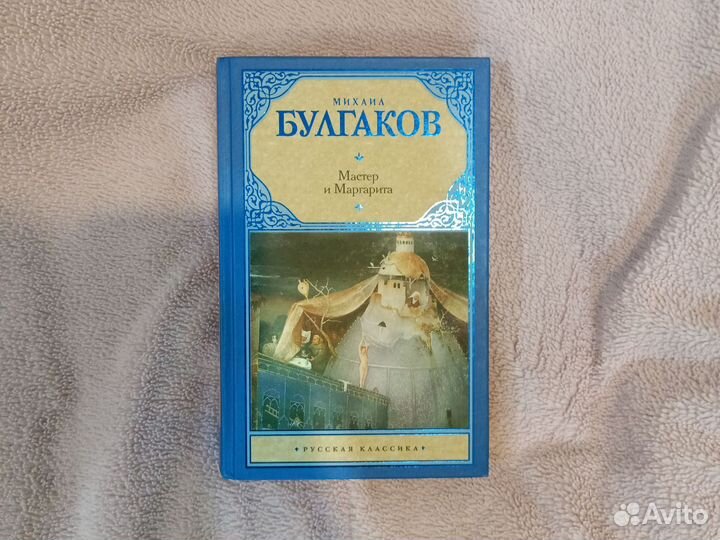 МИХАИЛ
БУЛГАКОВ
Мастер
и Маргарита
РУССКАЯ КЛАССИКА
Avito